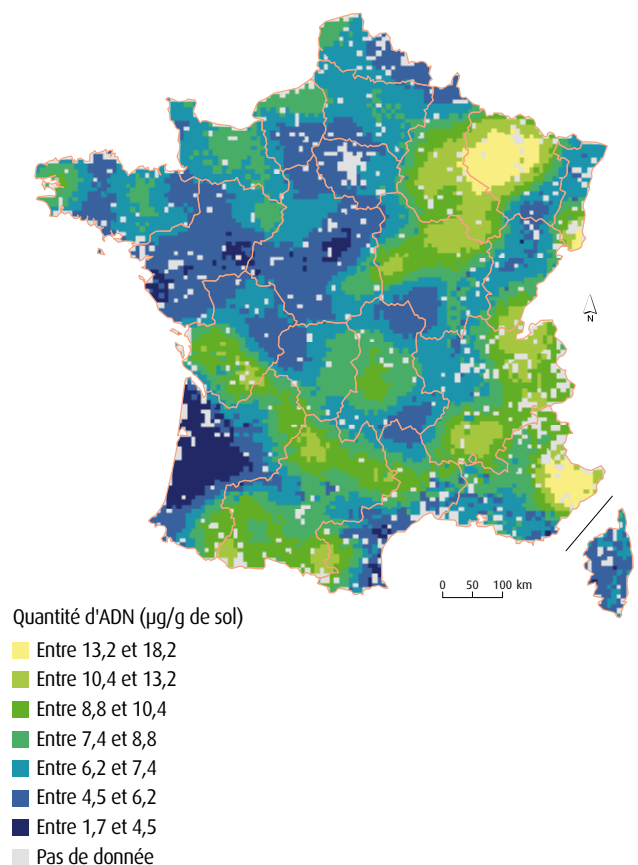 N
0 50 100 km
Quantité d'ADN (µg/g de sol)
Entre 13,2 et 18,2
Entre 10,4 et 13,2
Entre 8,8 et 10,4
Entre 7,4 et 8,8
Entre 6,2 et 7,4
Entre 4,5 et 6,2
Entre 1,7 et 4,5
Pas de donnée